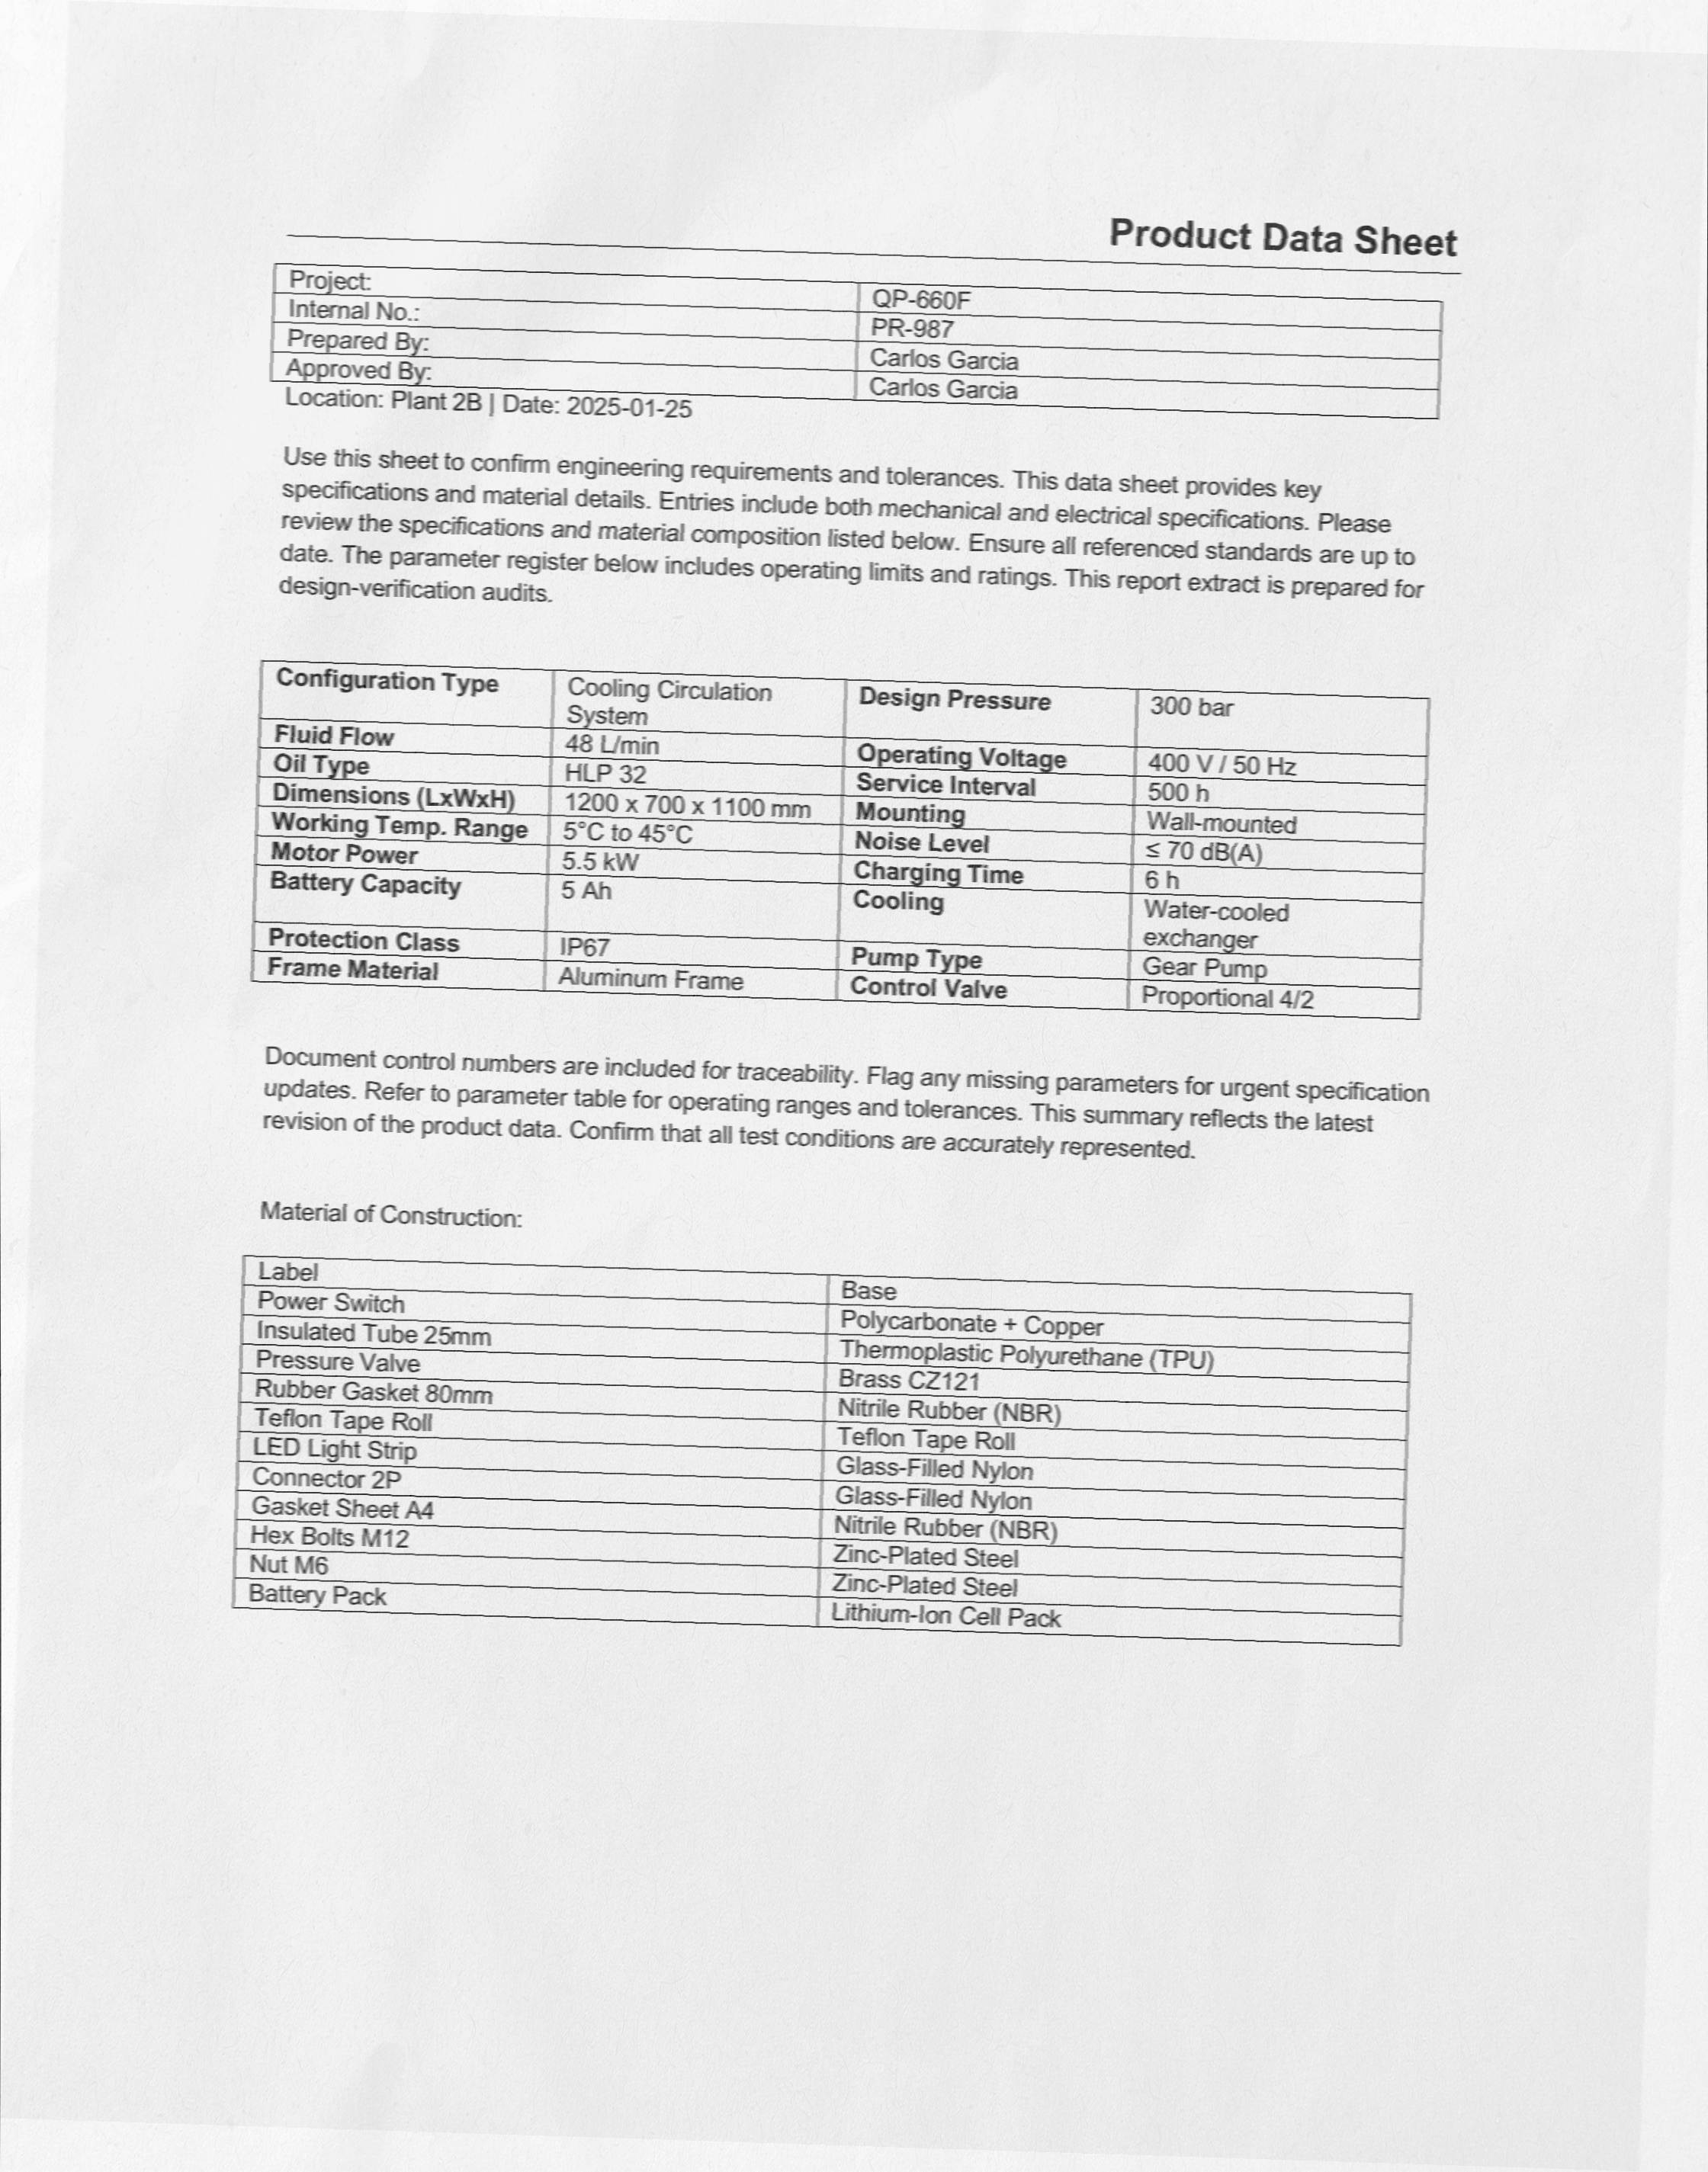 Product Data Sheet
Project: QP-660F
Internal No.: PR-987
Prepared By: Carlos Garcia
Approved By: Carlos Garcia
Location: Plant 2B | Date: 2025-01-25
Use this sheet to confirm engineering requirements and tolerances. This data sheet provides key
specifications and material details. Entries include both mechanical and electrical specifications. Please
review the specifications and material composition listed below. Ensure all referenced standards are up to
date. The parameter register below includes operating limits and ratings. This report extract is prepared for
design-verification audits.
Configuration Type Cooling Circulation Design Pressure 300 bar
System
Fluid Flow 48 L/min Operating Voltage 400 V / 50 Hz
Oil Type HLP 32 Service Interval 500 h
Dimensions (LxWxH) 1200 x 700 x 1100 mm Mounting Wall-mounted
Working Temp. Range 5°C to 45°C Noise Level ≤ 70 dB(A)
Motor Power 5.5 kW Charging Time 6 h
Battery Capacity 5 Ah Cooling Water-cooled
exchanger
Protection Class IP67 Pump Type Gear Pump
Frame Material Aluminum Frame Control Valve Proportional 4/2
Document control numbers are included for traceability. Flag any missing parameters for urgent specification
updates. Refer to parameter table for operating ranges and tolerances. This summary reflects the latest
revision of the product data. Confirm that all test conditions are accurately represented.
Material of Construction:
Label Base
Power Switch Polycarbonate + Copper
Insulated Tube 25mm Thermoplastic Polyurethane (TPU)
Pressure Valve Brass CZ121
Rubber Gasket 80mm Nitrile Rubber (NBR)
Teflon Tape Roll Teflon Tape Roll
LED Light Strip Glass-Filled Nylon
Connector 2P Glass-Filled Nylon
Gasket Sheet A4 Nitrile Rubber (NBR)
Hex Bolts M12 Zinc-Plated Steel
Nut M6 Zinc-Plated Steel
Battery Pack Lithium-Ion Cell Pack